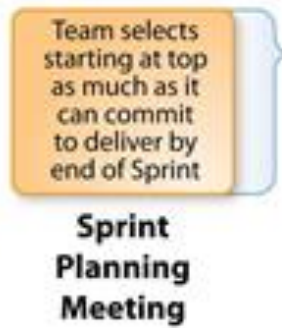 Team selects
starting at top
as much as it
can commit
to deliver by
end of Sprint
Sprint
Planning
Meeting